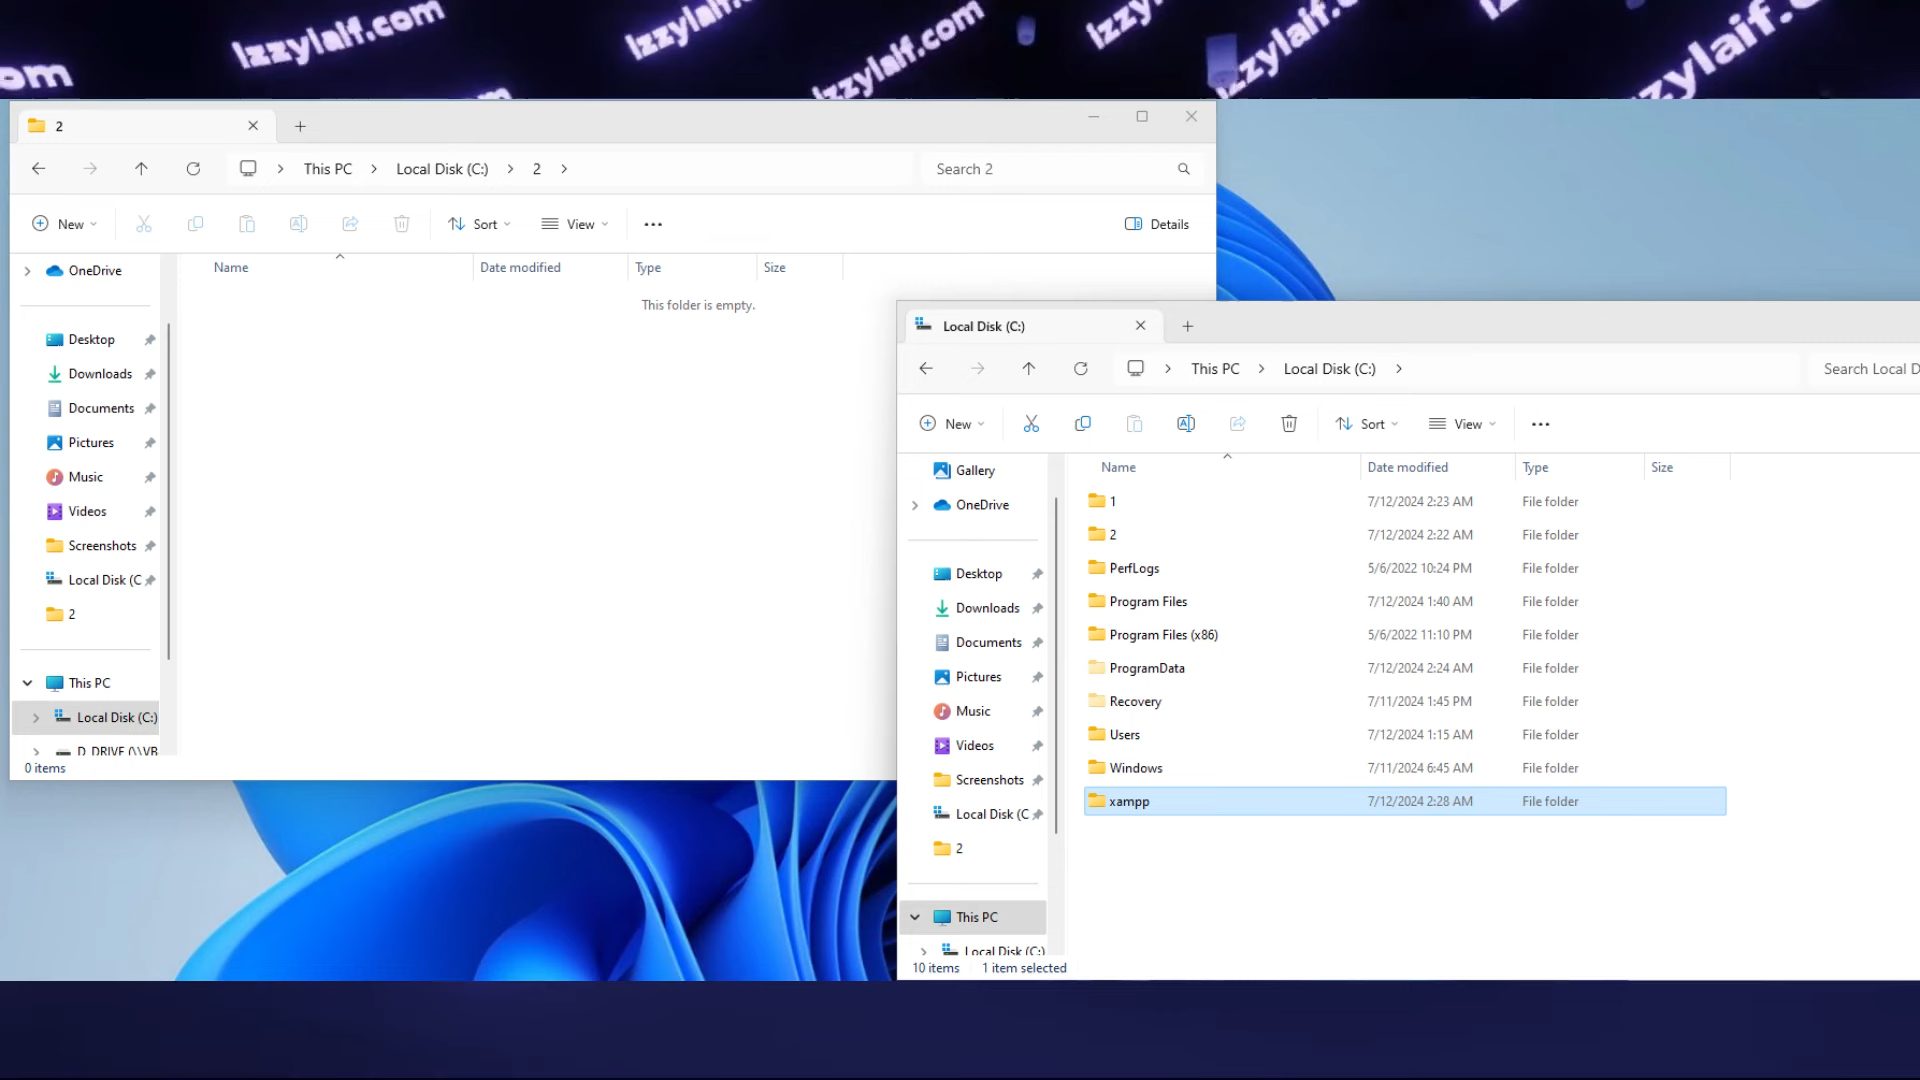 Izzylaif.com
Izzylaif.com
Izzylaif.com
Izzylaif.com
2
This PC
Local Disk (C:)
2
Search 2
New
Sort
View
Details
Name
Date modified
Type
Size
This folder is empty.
OneDrive
Desktop
Downloads
Documents
Pictures
Music
Videos
Screenshots
Local Disk (C
2
This PC
Local Disk (C:)
D_DRIVE (\\VB
0 items
Local Disk (C:)
This PC
Local Disk (C:)
Search Local D
New
Sort
View
Name
Date modified
Type
Size
Gallery
OneDrive
Desktop
Downloads
Documents
Pictures
Music
Videos
Screenshots
Local Disk (C
2
This PC
Local Disk (C:)
1 7/12/2024 2:23 AM File folder
2 7/12/2024 2:22 AM File folder
PerfLogs 5/6/2022 10:24 PM File folder
Program Files 7/12/2024 1:40 AM File folder
Program Files (x86) 5/6/2022 11:10 PM File folder
ProgramData 7/12/2024 2:24 AM File folder
Recovery 7/11/2024 1:45 PM File folder
Users 7/12/2024 1:15 AM File folder
Windows 7/11/2024 6:45 AM File folder
xampp 7/12/2024 2:28 AM File folder
10 items
1 item selected